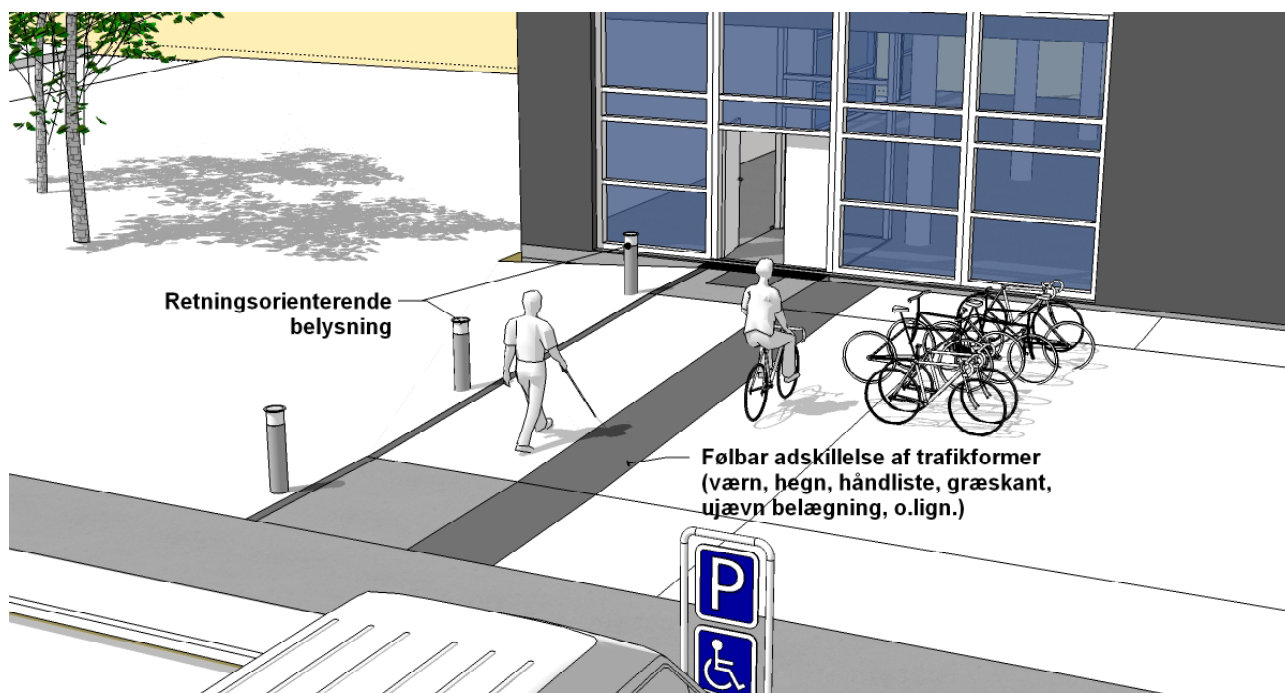 Retningsorienterende
belysning
Følbar adskillelse af trafikformer
(værn, hegn, håndliste, græskant,
ujævn belægning, o.lign.)
P